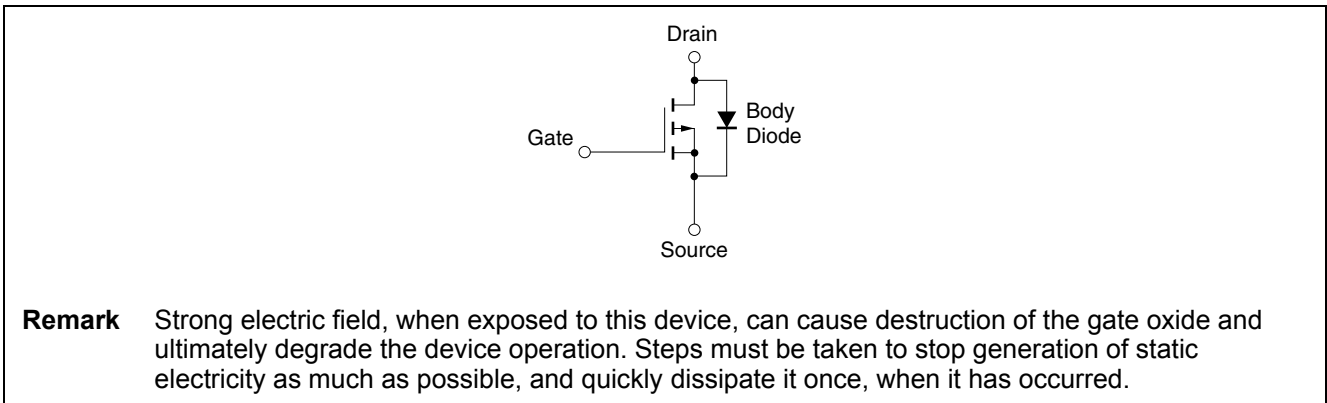 Drain
Body
Diode
Gate
Source
Remark Strong electric field, when exposed to this device, can cause destruction of the gate oxide and
ultimately degrade the device operation. Steps must be taken to stop generation of static
electricity as much as possible, and quickly dissipate it once, when it has occurred.